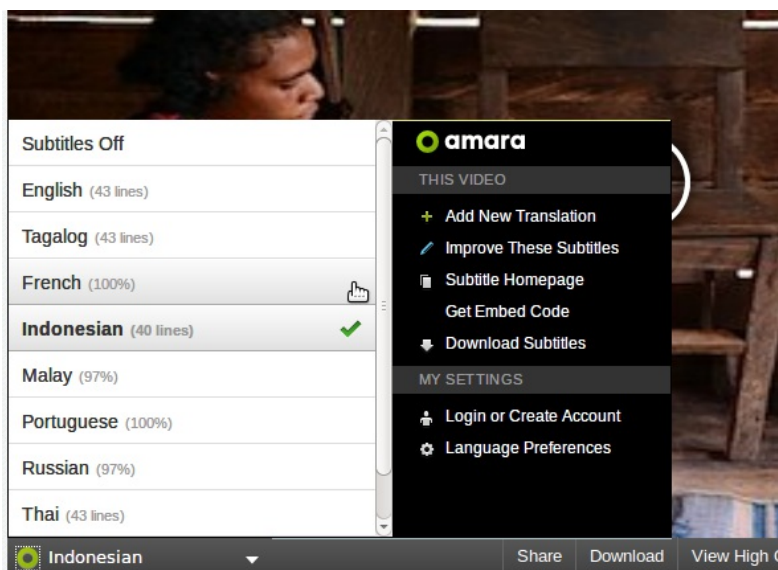 Subtitles Off
English (43 lines)
Tagalog (43 lines)
French (100%)
Indonesian (40 lines)
Malay (97%)
Portuguese (100%)
Russian (97%)
Thai (43 lines)
amara
THIS VIDEO
Add New Translation
Improve These Subtitles
Subtitle Homepage
Get Embed Code
Download Subtitles
MY SETTINGS
Login or Create Account
Language Preferences
Indonesian
Share
Download
View High